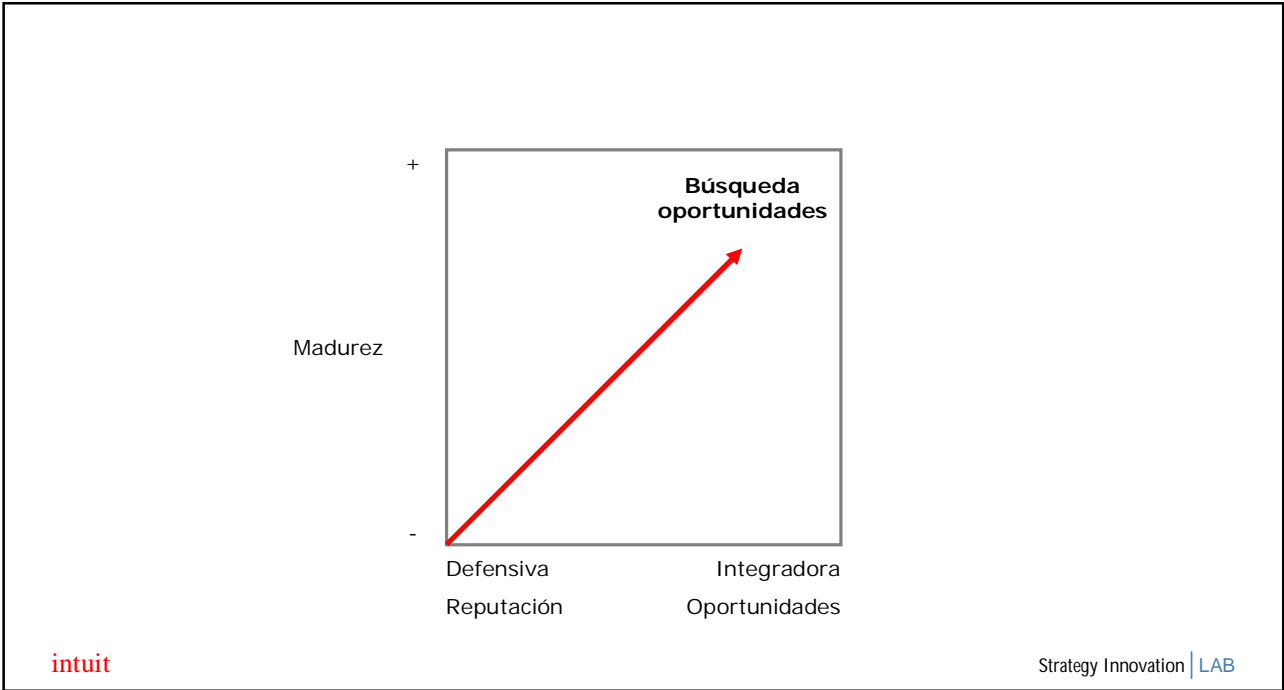 +
Búsqueda
oportunidades
Madurez
-
Defensiva Integradora
Reputación Oportunidades
intuit Strategy Innovation LAB